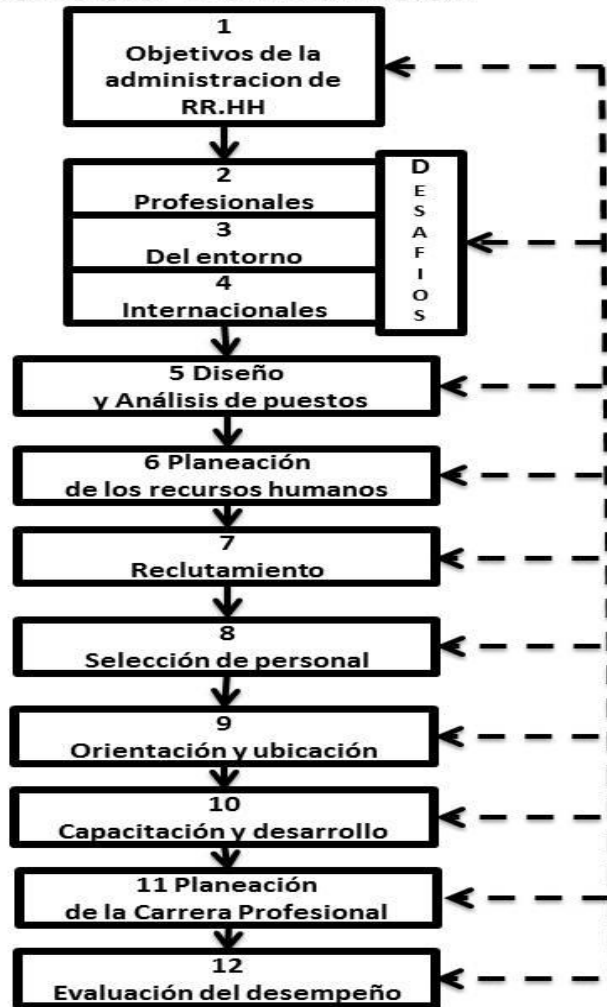 1
Objetivos de la
administracion de
RR.HH
2
Profesionales
3
Del entorno
4
Internacionales
DESAFIOS
5 Diseño
y Análisis de puestos
6 Planeación
de los recursos humanos
7
Reclutamiento
8
Selección de personal
9
Orientación y ubicación
10
Capacitación y desarrollo
11 Planeación
de la Carrera Profesional
12
Evaluación del desempeño